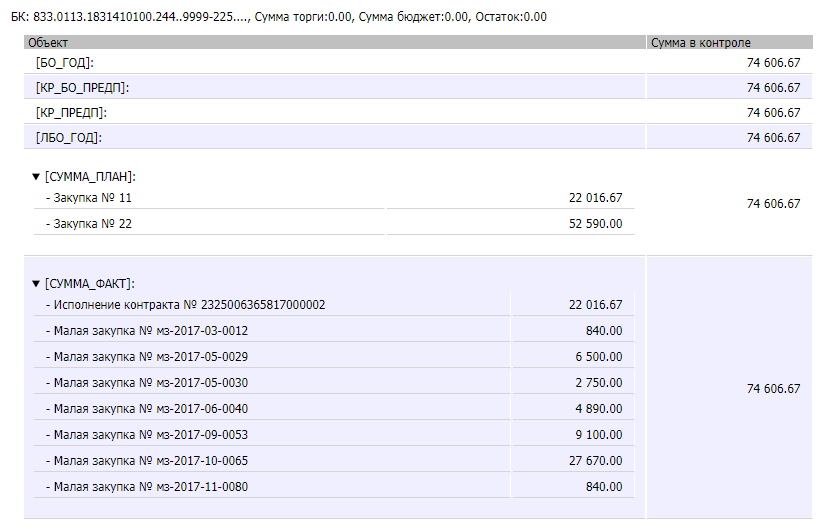 БК: 833.0113.1831410100.244..9999-225...., Сумма торги:0.00, Сумма бюджет:0.00, Остаток:0.00
Объект Сумма в контроле
[БО_ГОД]: 74 606.67
[КР_БО_ПРЕДП]: 74 606.67
[КР_ПРЕДП]: 74 606.67
[ЛБО_ГОД]: 74 606.67
▼ [СУММА_ПЛАН]:
- Закупка № 11 22 016.67
74 606.67
- Закупка № 22 52 590.00
▼ [СУММА_ФАКТ]:
- Исполнение контракта № 2325006365817000002 22 016.67
- Малая закупка № мз-2017-03-0012 840.00
- Малая закупка № мз-2017-05-0029 6 500.00
- Малая закупка № мз-2017-05-0030 2 750.00
74 606.67
- Малая закупка № мз-2017-06-0040 4 890.00
- Малая закупка № мз-2017-09-0053 9 100.00
- Малая закупка № мз-2017-10-0065 27 670.00
- Малая закупка № мз-2017-11-0080 840.00